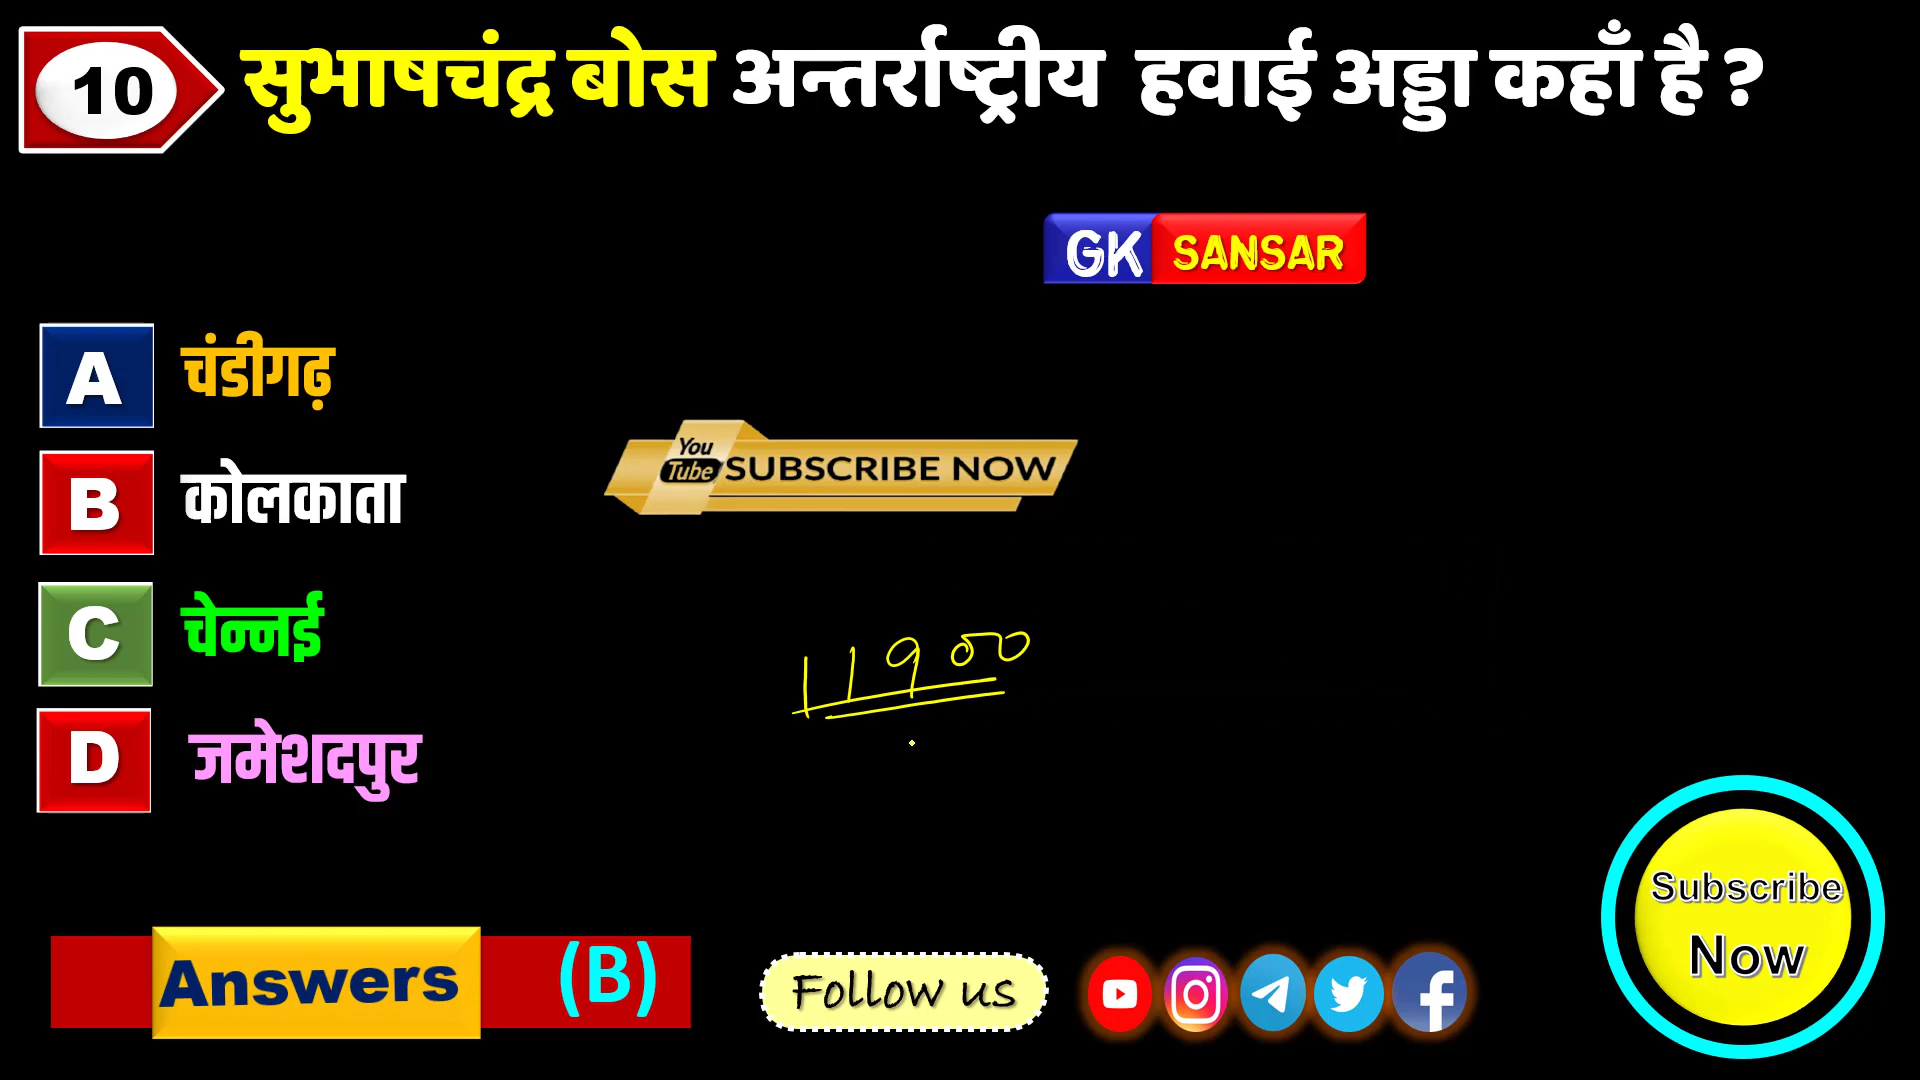 10 सुभाषचंद्र बोस अन्तर्राष्ट्रीय हवाई अड्डा कहाँ है ?
GK SANSAR
A चंडीगढ़
B कोलकाता
You Tube SUBSCRIBE NOW
C चेन्नई
11900
D जमेशदपुर
Subscribe
Now
Answers (B)
Follow us